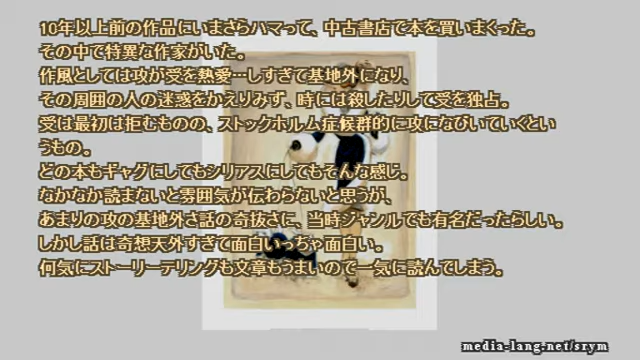 10年以上前の作品にいまさらハマって、中古書店で本を買いまくった。
その中で特異な作家がいた。
作風としては攻が受を熱愛…しすぎて基地外になり、
その周囲の人の迷惑をかえりみず、時には殺したりして受を独占。
受は最初は拒むものの、ストックホルム症候群的に攻になびいていくとい
うもの。
どの本もギャグにしてもシリアスにしてもそんな感じ。
なかなか読まないと雰囲気が伝わらないと思うが、
あまりの攻の基地外さ話の奇抜さに、当時ジャンルでも有名だったらしい。
しかし話は奇想天外すぎて面白いっちゃ面白い。
何気にストーリーテリングも文章もうまいので一気に読んでしまう。
media-lang-net/srym